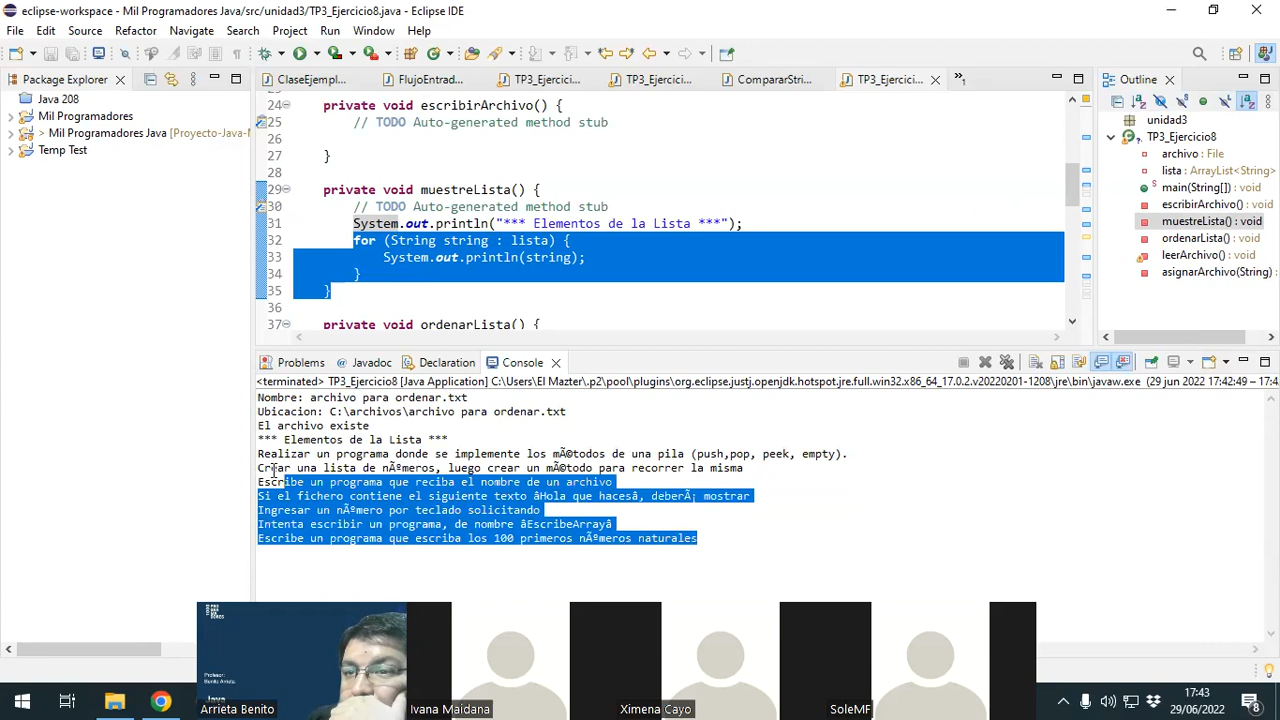 eclipse-workspace - Mil Programadores Java/src/unidad3/TP3_Ejercicio8.java - Eclipse IDE
File Edit Source Refactor Navigate Search Project Run Window Help
Package Explorer
ClaseEjempl... FlujoEntrad... TP3_Ejercici... TP3_Ejercici... CompararStri... TP3_Ejercici...
Outline
Java 208
Mil Programadores
> Mil Programadores Java [Proyecto-Java-M
Temp Test
24 private void escribirArchivo() {
25 // TODO Auto-generated method stub
26
27 }
28
29 private void muestreLista() {
30 // TODO Auto-generated method stub
31 System.out.println("*** Elementos de la Lista ***");
32 for (String string : lista) {
33 System.out.println(string);
34 }
35 }
36
37 private void ordenarLista() {
unidad3
TP3_Ejercicio8
archivo : File
lista : ArrayList<String>
main(String[]) : void
escribirArchivo() : void
muestreLista() : void
ordenarLista() : void
leerArchivo() : void
asignarArchivo(String) :
Problems Javadoc Declaration Console
<terminated> TP3_Ejercicio8 [Java Application] C:\Users\El Mazter\.p2\pool\plugins\org.eclipse.justj.openjdk.hotspot.jre.full.win32.x86_64_17.0.2.v20220201-1208\jre\bin\javaw.exe (29 jun 2022 17:42:49 – 17:4
Nombre: archivo para ordenar.txt
Ubicacion: C:\archivos\archivo para ordenar.txt
El archivo existe
*** Elementos de la Lista ***
Realizar un programa donde se implemente los mÃ©todos de una pila (push,pop, peek, empty).
Crear una lista de nÃºmeros, luego crear un mÃ©todo para recorrer la misma
Escribe un programa que reciba el nombre de un archivo
Si el fichero contiene el siguiente texto âHola que hacesâ, deberÃ¡ mostrar
Ingresar un nÃºmero por teclado solicitando
Intenta escribir un programa, de nombre âEscribeArrayâ
Escribe un programa que escriba los 100 primeros nÃºmeros naturales
Profesor:
Benito Arrieta.
Java
Arrieta Benito
Ivana Maidana
Ximena Cayo
SoleMF
17:43
29/06/2022